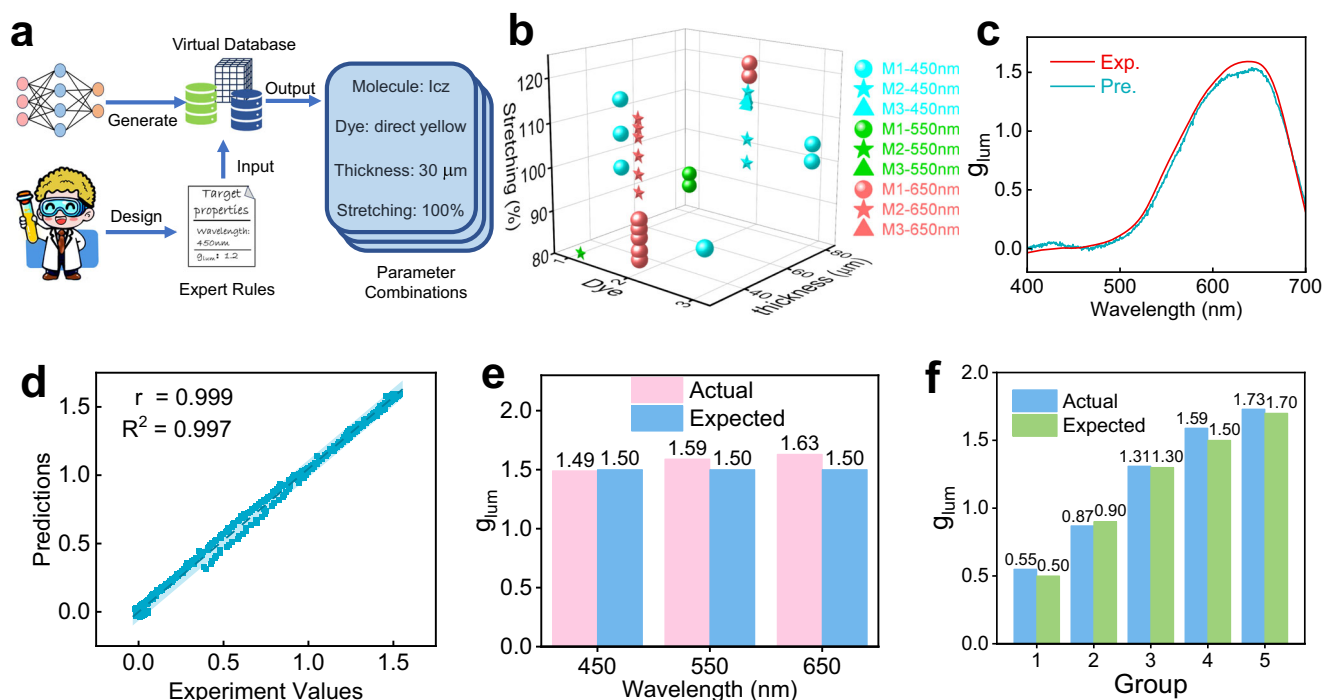 a
Virtual Database
Generate
Output
Input
Design
Target
properties
Wavelength:
450nm
glum: 1.2
Expert Rules
Molecule: Icz
Dye: direct yellow
Thickness: 30 μm
Stretching: 100%
Parameter
Combinations
b
Stretching (%)
120
110
100
90
80
1
2
3
Dye
40
60
80
thickness (μm)
M1-450nm
M2-450nm
M3-450nm
M1-550nm
M2-550nm
M3-550nm
M1-650nm
M2-650nm
M3-650nm
c
Exp.
Pre.
glum
1.5
1.0
0.5
0.0
400 500 600 700
Wavelength (nm)
d
r = 0.999
R² = 0.997
Predictions
1.5
1.0
0.5
0.0
0.0 0.5 1.0 1.5
Experiment Values
e
Actual
Expected
glum
2.0
1.5
1.0
0.5
0.0
1.49 1.50 1.59 1.50 1.63 1.50
450 550 650
Wavelength (nm)
f
Actual
Expected
glum
2.0
1.5
1.0
0.5
0.0
0.55 0.50 0.87 0.90 1.31 1.30 1.59 1.50 1.73 1.70
1 2 3 4 5
Group